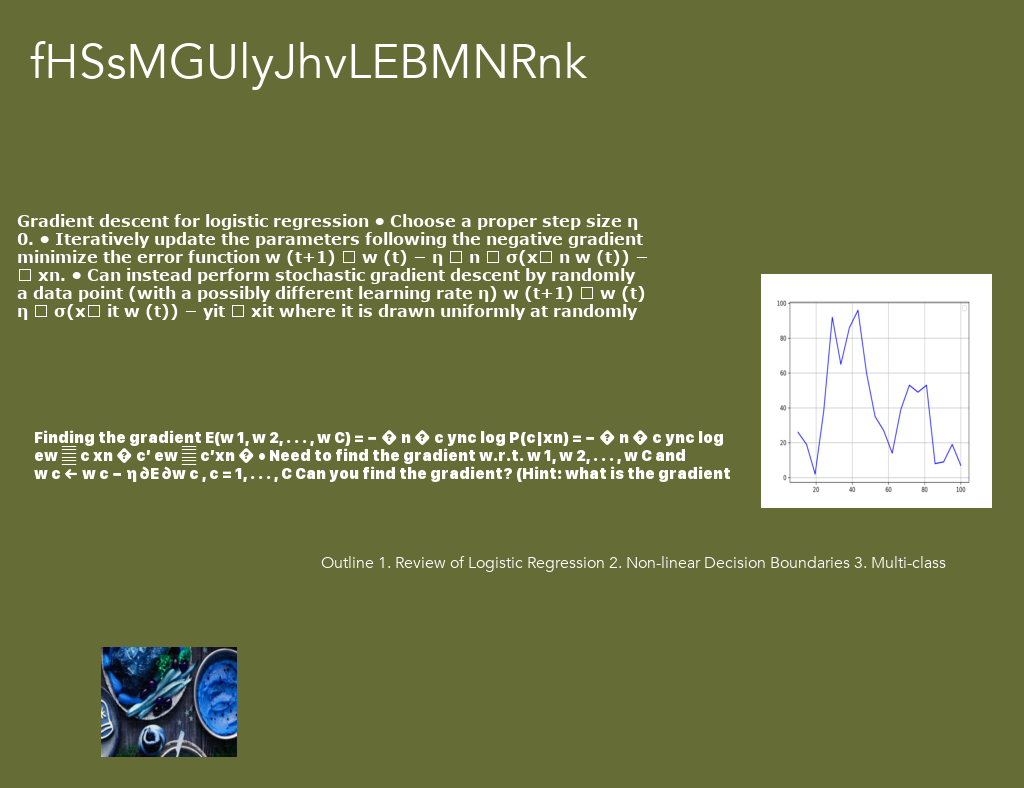 fHSsMGUlyJhvLEBMNRnk
Gradient descent for logistic regression • Choose a proper step size η
0. • Iteratively update the parameters following the negative gradient
minimize the error function w (t+1) □ w (t) − η □ n □ σ(x□ n w (t)) −
□ xn. • Can instead perform stochastic gradient descent by randomly
a data point (with a possibly different learning rate η) w (t+1) □ w (t)
η □ σ(x□ it w (t)) − yit □ xit where it is drawn uniformly at randomly
100
80
60
40
20
0
20 40 60 80 100
Finding the gradient E(w 1, w 2, . . . , w C) = − � n � c ync log P(c|xn) = − � n � c ync log
ew c xn � c′ ew c′xn � • Need to find the gradient w.r.t. w 1, w 2, . . . , w C and
w c ← w c − η ∂E ∂w c , c = 1, . . . , C Can you find the gradient? (Hint: what is the gradient
Outline 1. Review of Logistic Regression 2. Non-linear Decision Boundaries 3. Multi-class